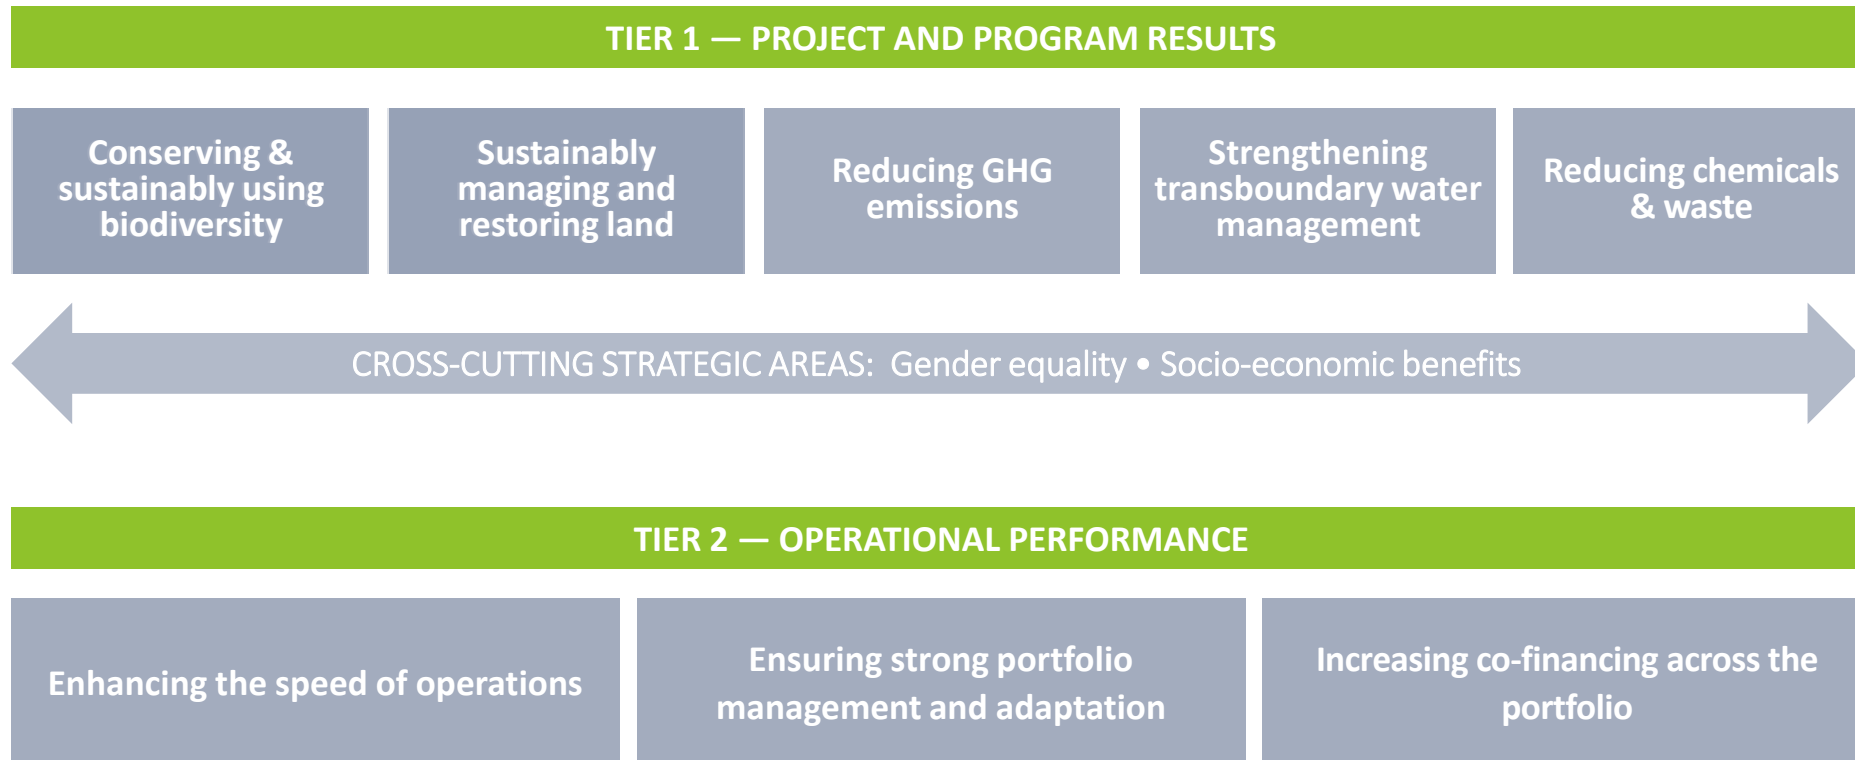 TIER 1 — PROJECT AND PROGRAM RESULTS
Conserving &
sustainably using
biodiversity
Sustainably
managing and
restoring land
Reducing GHG
emissions
Strengthening
transboundary water
management
Reducing chemicals
& waste
CROSS-CUTTING STRATEGIC AREAS: Gender equality • Socio-economic benefits
TIER 2 — OPERATIONAL PERFORMANCE
Enhancing the speed of operations
Ensuring strong portfolio
management and adaptation
Increasing co-financing across the
portfolio